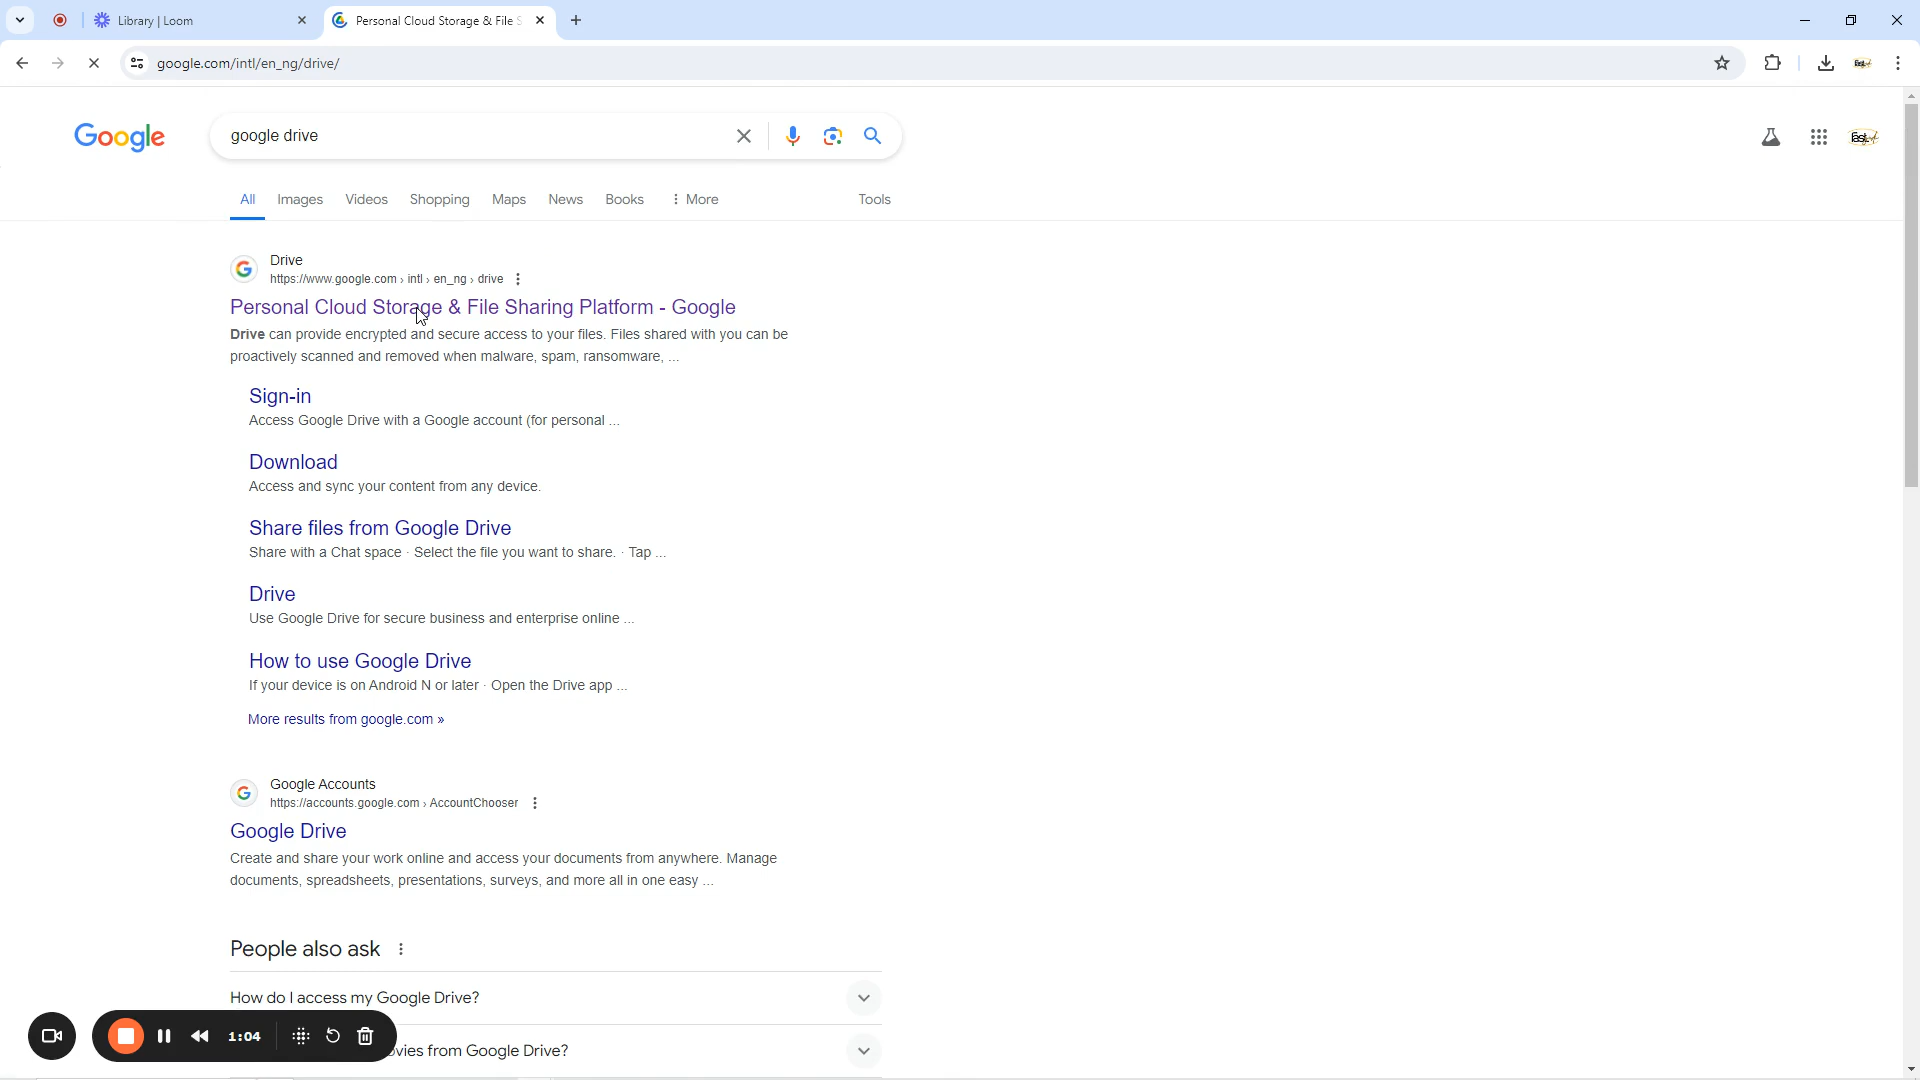 Library | Loom
Personal Cloud Storage & File S
google.com/intl/en_ng/drive/
Google
google drive
All
Images
Videos
Shopping
Maps
News
Books
More
Tools
Drive
https://www.google.com › intl › en_ng › drive
Personal Cloud Storage & File Sharing Platform - Google
Drive can provide encrypted and secure access to your files. Files shared with you can be
proactively scanned and removed when malware, spam, ransomware, ...
Sign-in
Access Google Drive with a Google account (for personal ...
Download
Access and sync your content from any device.
Share files from Google Drive
Share with a Chat space · Select the file you want to share. · Tap ...
Drive
Use Google Drive for secure business and enterprise online ...
How to use Google Drive
If your device is on Android N or later · Open the Drive app ...
More results from google.com »
Google Accounts
https://accounts.google.com › AccountChooser
Google Drive
Create and share your work online and access your documents from anywhere. Manage
documents, spreadsheets, presentations, surveys, and more all in one easy ...
People also ask
How do I access my Google Drive?
ovies from Google Drive?
1:04